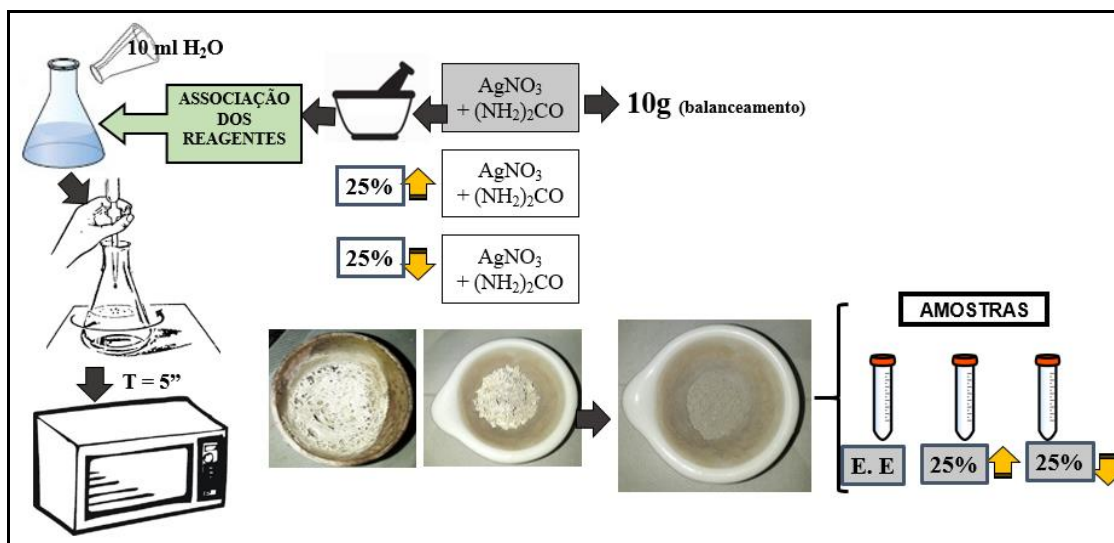 10 ml H₂O
ASSOCIAÇÃO
DOS
REAGENTES
AgNO₃
+ (NH₂)₂CO
10g (balanceamento)
25%
AgNO₃
+ (NH₂)₂CO
25%
AgNO₃
+ (NH₂)₂CO
T = 5”
AMOSTRAS
E. E
25%
25%